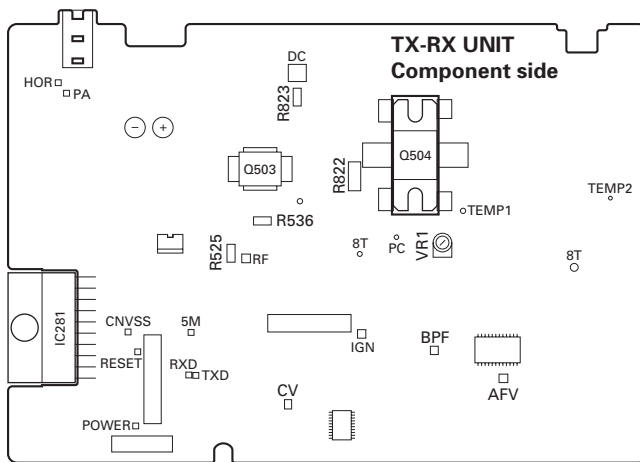 TX-RX UNIT
Component side
DC
HOR
PA
R823
− +
Q503
R822
Q504
TEMP2
R536
TEMP1
R525
RF
8T
PC
VR1
8T
IC281
CNVSS
5M
IGN
BPF
RESET
RXD
TXD
CV
AFV
POWER